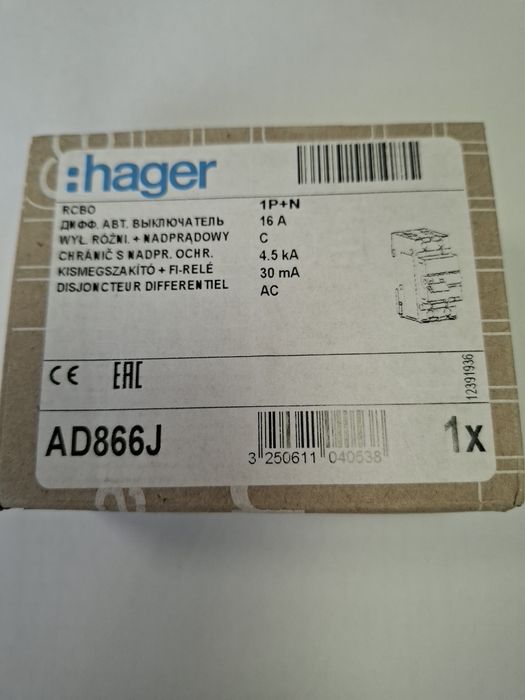 :hager
RCBO 1P+N
ДИФФ. АВТ. ВЫКЛЮЧАТЕЛЬ 16 A
WYŁ. RÓŻNI. + NADPRĄDOWY C
CHRÁNIČ S NADPR. OCHR. 4.5 kA
KISMEGSZAKÍTÓ + FI-RELÉ 30 mA
DISJONCTEUR DIFFERENTIEL AC
CE EAC
12391936
AD866J 1x
3 250611 040538